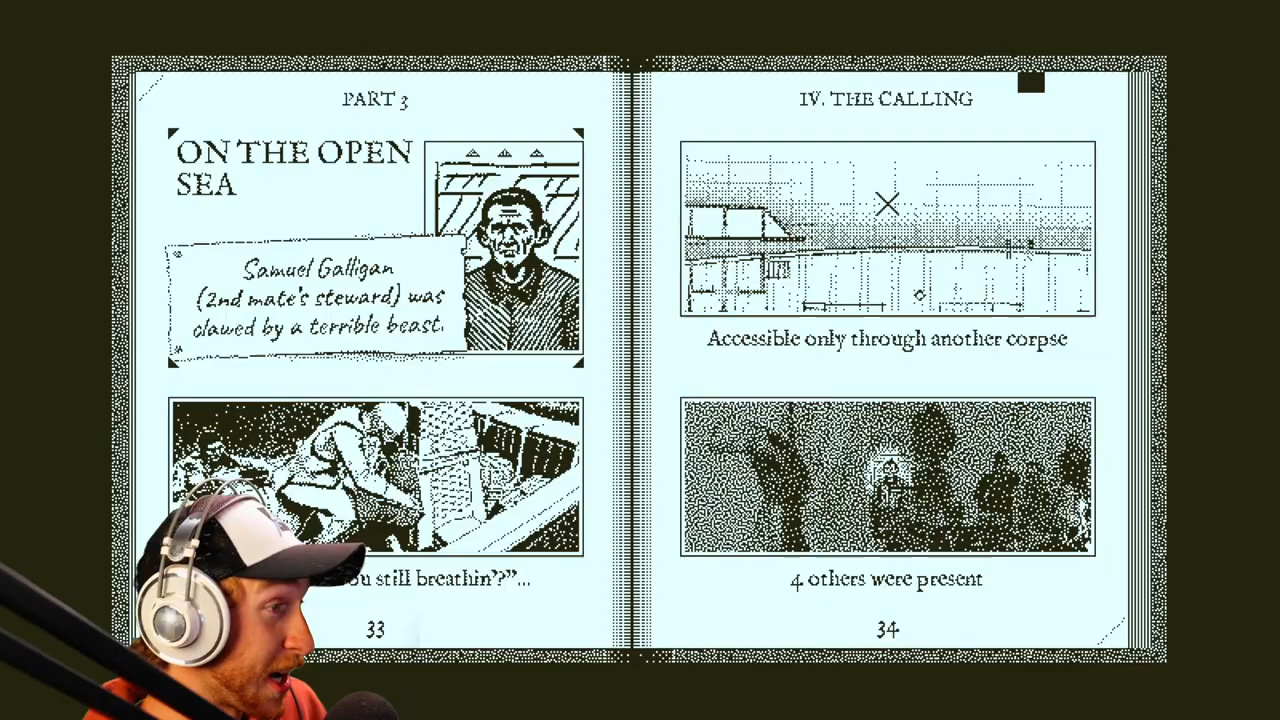 PART 3
ON THE OPEN
SEA
Samuel Galligan
(2nd mate's steward) was
clawed by a terrible beast.
still breathin'?"...
33
IV. THE CALLING
Accessible only through another corpse
4 others were present
34